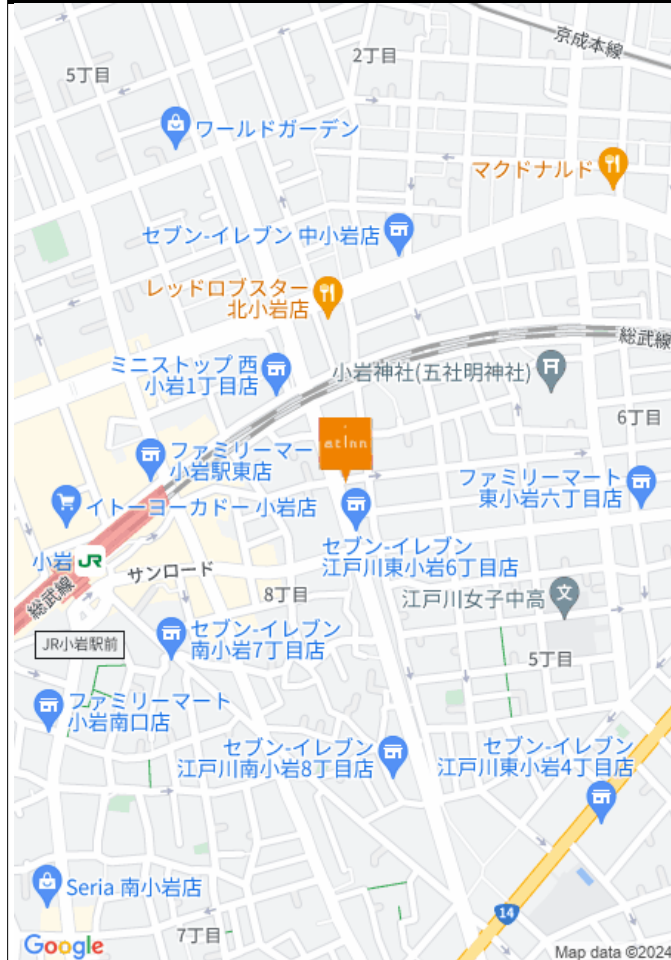 京成本線
2丁目
5丁目
ワールドガーデン
マクドナルド
セブン-イレブン 中小岩店
レッドロブスター
北小岩店
総武線
ミニストップ 西
小岩1丁目店
小岩神社(五社明神社)
6丁目
atinn
ファミリーマー
小岩駅東店
ファミリーマート
東小岩六丁目店
イトーヨーカドー 小岩店
セブン-イレブン
江戸川東小岩6丁目店
小岩
JR
サンロード
総武線
8丁目
江戸川女子中高
文
JR小岩駅前
セブン-イレブン
南小岩7丁目店
5丁目
ファミリーマート
小岩南口店
セブン-イレブン
江戸川南小岩8丁目店
セブン-イレブン
江戸川東小岩4丁目店
Seria 南小岩店
14
7丁目
Google
Map data ©2024